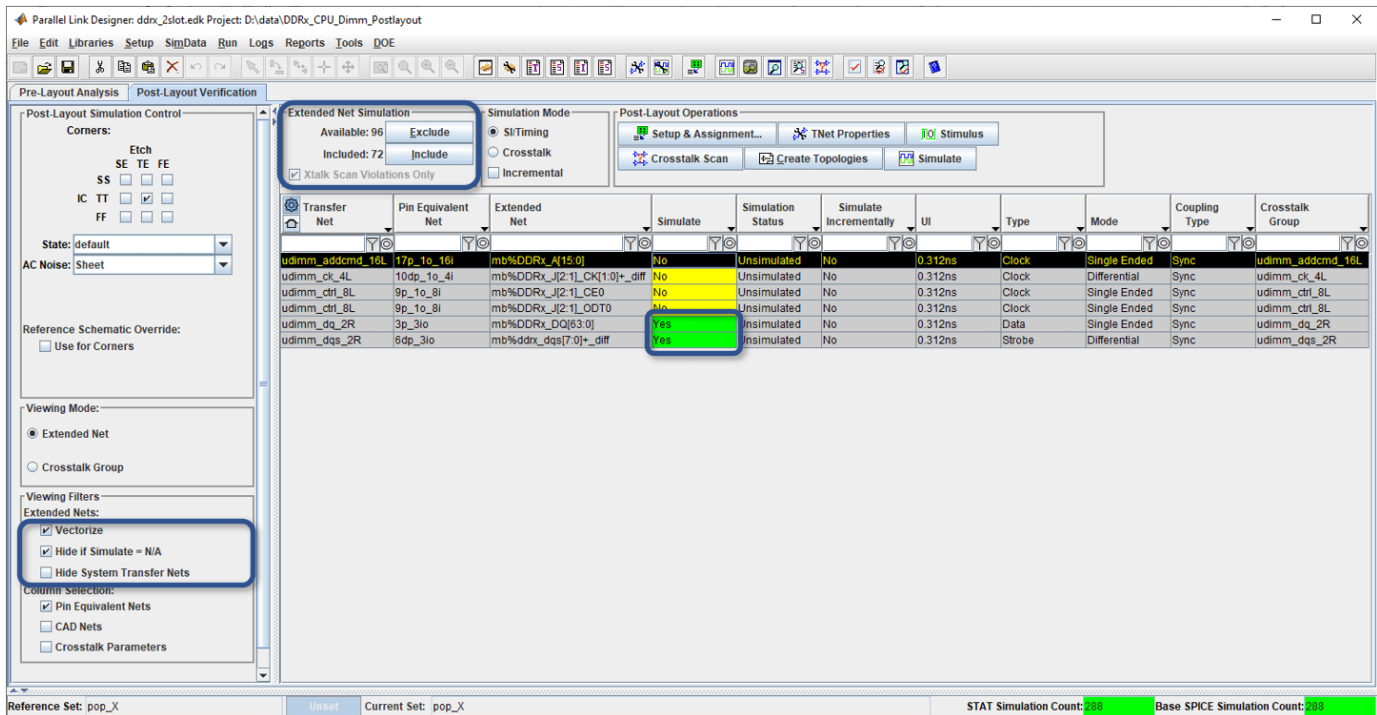 Parallel Link Designer: ddrx_2slot.edk Project: D:\data\DDRx_CPU_Dimm_Postlayout
File Edit Libraries Setup SimData Run Logs Reports Tools DOE
Pre-Layout Analysis Post-Layout Verification
Post-Layout Simulation Control
Corners:
Etch
SE TE FE
SS
IC TT
FF
State: default
AC Noise: Sheet
Reference Schematic Override:
Use for Corners
Viewing Mode:
Extended Net
Crosstalk Group
Viewing Filters
Extended Nets:
Vectorize
Hide if Simulate = N/A
Hide System Transfer Nets
Column Selection:
Pin Equivalent Nets
CAD Nets
Crosstalk Parameters
Extended Net Simulation
Available: 96 Exclude
Included: 72 Include
Xtalk Scan Violations Only
Simulation Mode
SI/Timing
Crosstalk
Incremental
Post-Layout Operations
Setup & Assignment... TNet Properties Stimulus
Crosstalk Scan Create Topologies Simulate
Transfer Net Pin Equivalent Net Extended Net Simulate Simulation Status Simulate Incrementally UI Type Mode Coupling Type Crosstalk Group
udimm_addcmd_16L 17p_1o_16i mb%DDRx_A[15:0] No Unsimulated No 0.312ns Clock Single Ended Sync udimm_addcmd_16L
udimm_ck_4L 10dp_1o_4i mb%DDRx_J[2:1]_CK[1:0]+_diff No Unsimulated No 0.312ns Clock Differential Sync udimm_ck_4L
udimm_ctrl_8L 9p_1o_8i mb%DDRx_J[2:1]_CE0 No Unsimulated No 0.312ns Clock Single Ended Sync udimm_ctrl_8L
udimm_ctrl_8L 9p_1o_8i mb%DDRx_J[2:1]_ODT0 No Unsimulated No 0.312ns Clock Single Ended Sync udimm_ctrl_8L
udimm_dq_2R 3p_3io mb%DDRx_DQ[63:0] Yes Unsimulated No 0.312ns Data Single Ended Sync udimm_dq_2R
udimm_dqs_2R 6dp_3io mb%ddrx_dqs[7:0]+_diff Yes Unsimulated No 0.312ns Strobe Differential Sync udimm_dqs_2R
Reference Set: pop_X Unset Current Set: pop_X STAT Simulation Count: 288 Base SPICE Simulation Count: 288